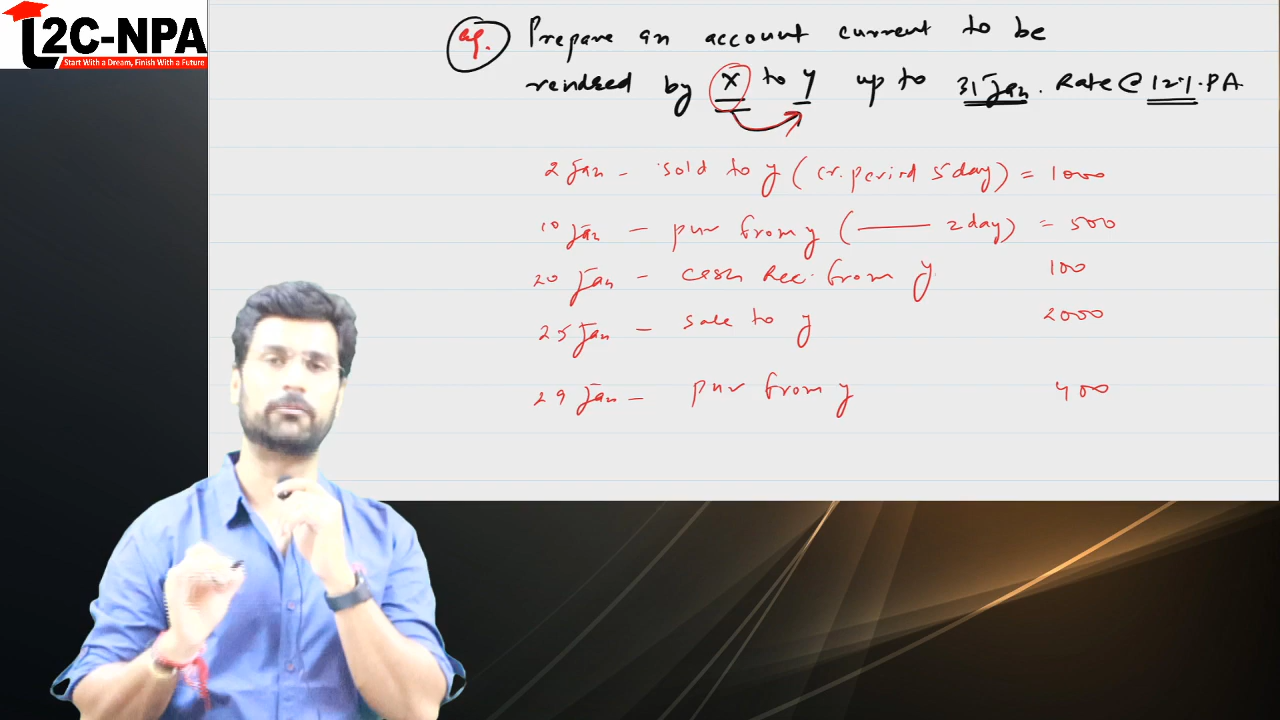 L2C-NPA
Start With a Dream, Finish With a Future
eg. Prepare an account current to be
rendred by X to y up to 31 Jan. Rate @ 12%.PA
2 Jan - sold to y (cr. period 5 day) = 1000
10 Jan - pur from y ( —— 2 day) = 500
20 Jan - cash Rec. from y. 100
25 Jan - sale to y 2000
29 Jan - pur from y 400